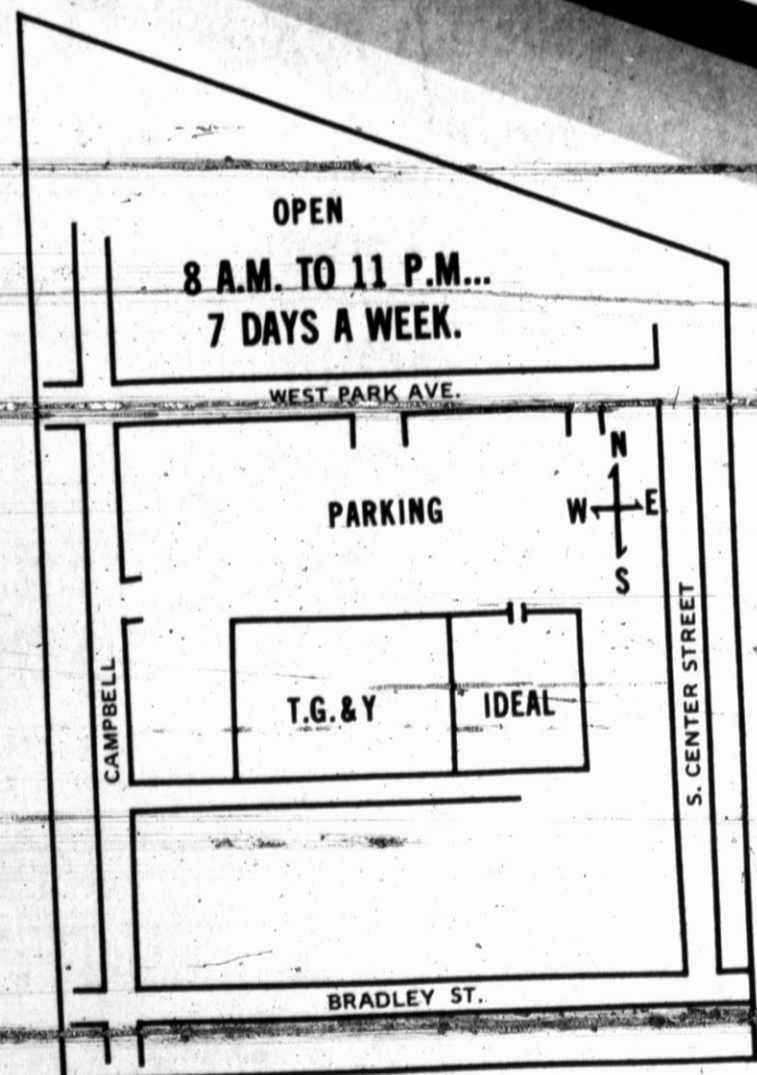 OPEN
8 A.M. TO 11 P.M...
7 DAYS A WEEK.
WEST PARK AVE.
N
W E
S
PARKING
CAMPBELL
T.G.&Y
IDEAL
S. CENTER STREET
BRADLEY ST.